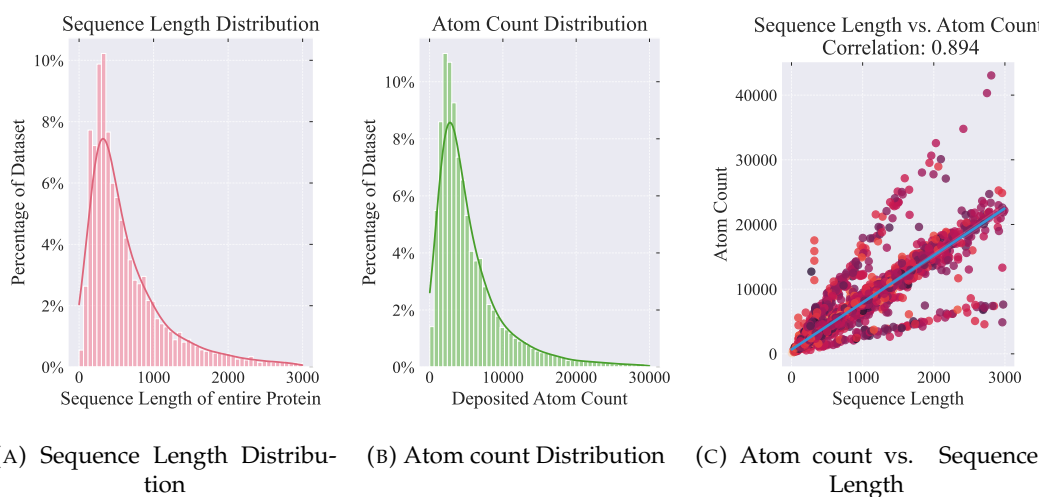 Sequence Length Distribution
10%
8%
6%
4%
2%
0%
Percentage of Dataset
0 1000 2000 3000
Sequence Length of entire Protein
Atom Count Distribution
10%
8%
6%
4%
2%
0%
Percentage of Dataset
0 10000 20000 30000
Deposited Atom Count
Sequence Length vs. Atom Count
Correlation: 0.894
40000
30000
20000
10000
0
Atom Count
0 1000 2000 3000
Sequence Length
(A) Sequence Length Distribu-
tion
(B) Atom count Distribution
(C) Atom count vs. Sequence
Length